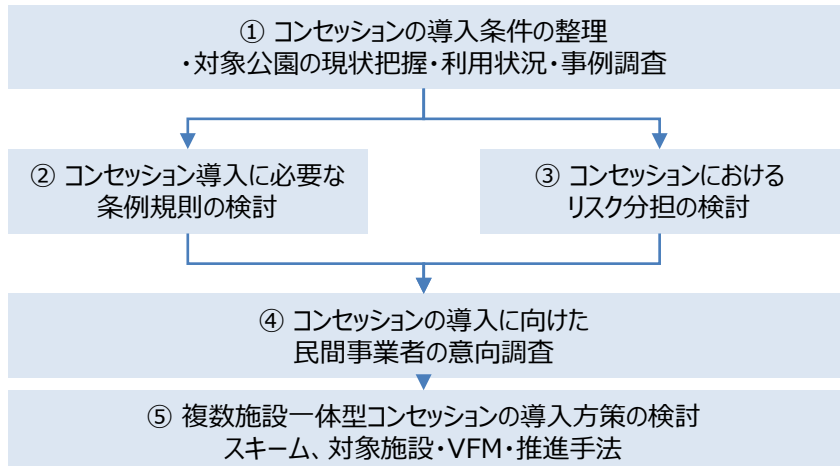 ① コンセッションの導入条件の整理
・対象公園の現状把握・利用状況・事例調査
② コンセッション導入に必要な
条例規則の検討
③ コンセッションにおける
リスク分担の検討
④ コンセッションの導入に向けた
民間事業者の意向調査
⑤ 複数施設一体型コンセッションの導入方策の検討
スキーム、対象施設・VFM・推進手法